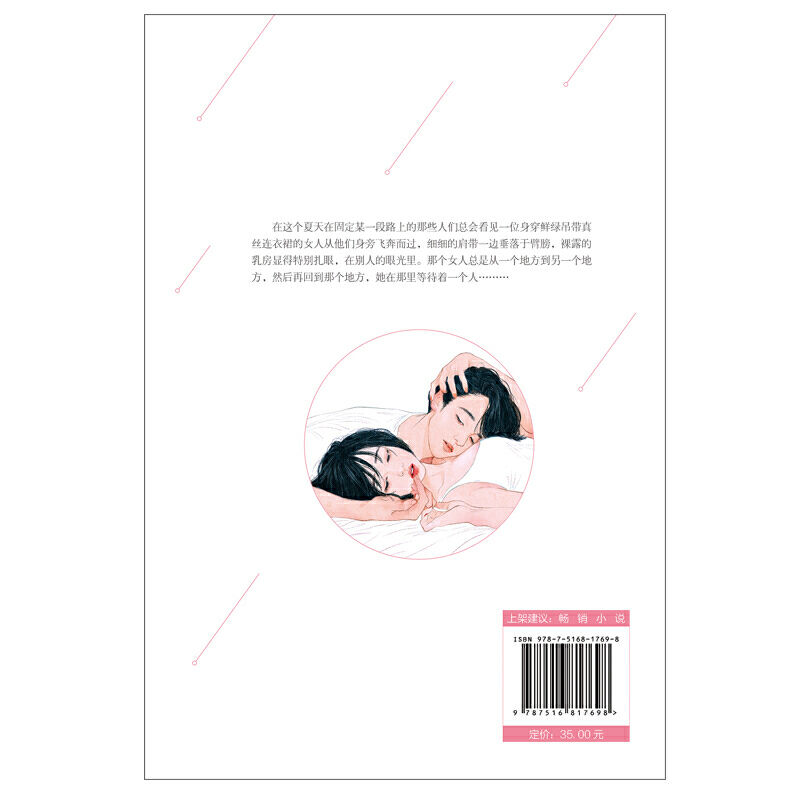 在这个夏天在固定某一段路上的那些人们总会看见一位身穿鲜绿吊带真
丝连衣裙的女人从他们身旁飞奔而过，细细的肩带一边垂落于臂膀，裸露的
乳房显得特别扎眼，在别人的眼光里。那个女人总是从一个地方到另一个地
方，然后再回到那个地方，她在那里等待着一个人………
上架建议：畅 销 小 说
ISBN 978-7-5168-1769-8
9 787516 817698 >
定价：35.00 元